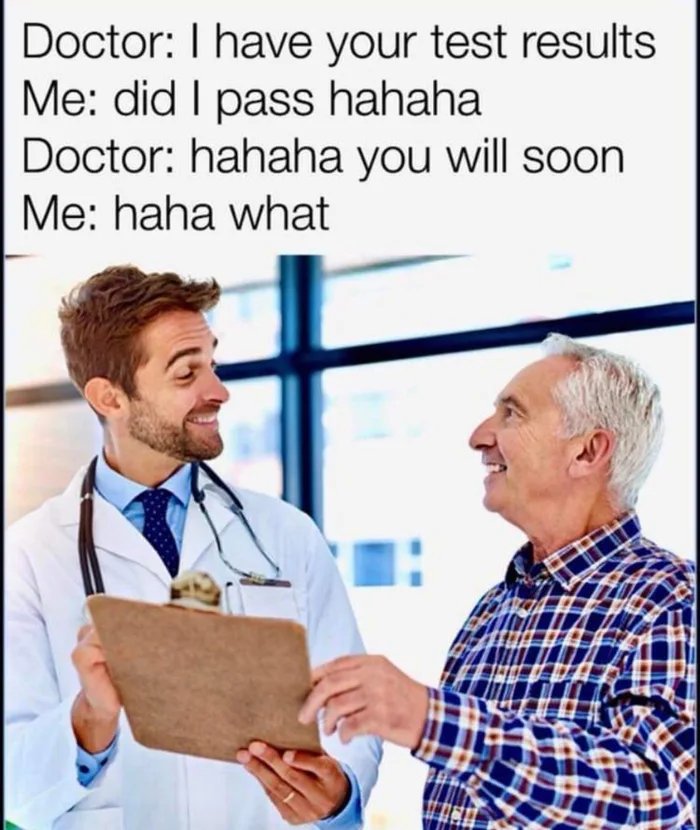 Doctor: I have your test results
Me: did I pass hahaha
Doctor: hahaha you will soon
Me: haha what